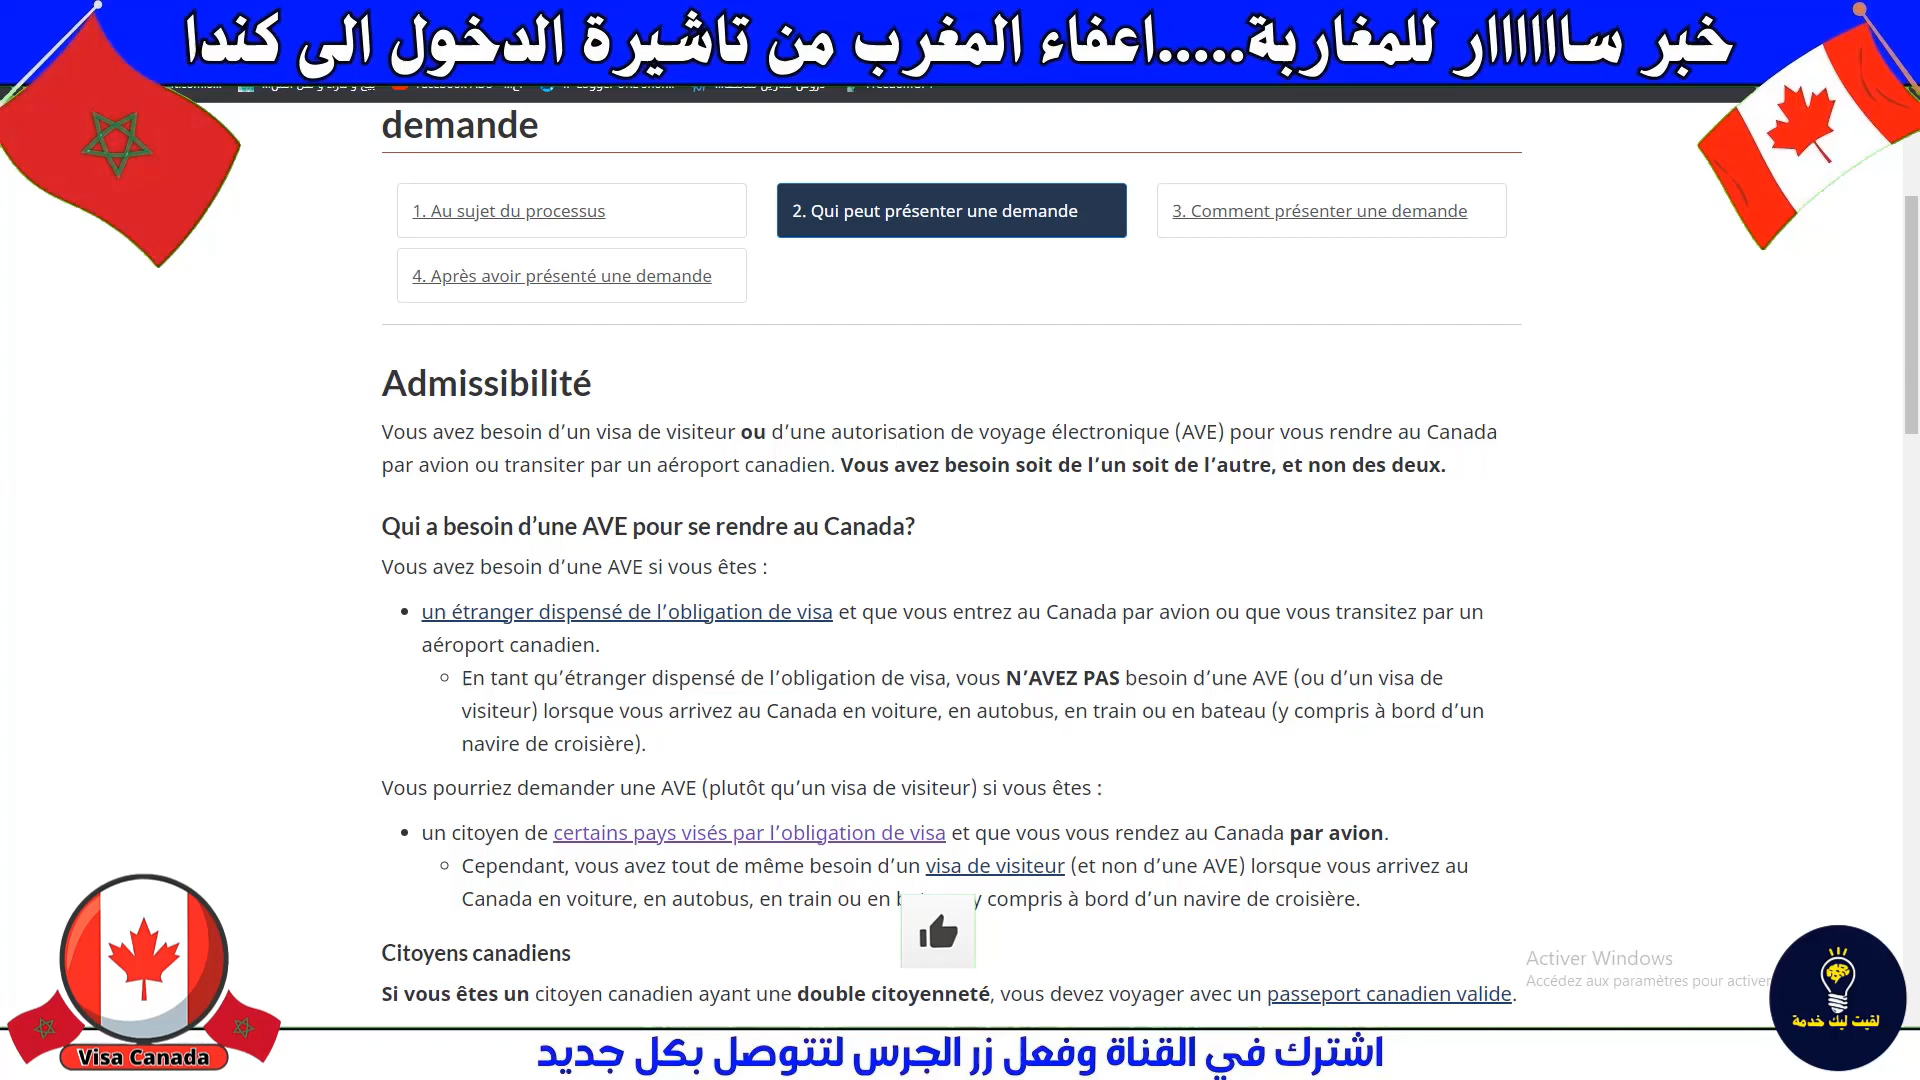 خبر ساااااار للمغاربة.....اعفاء المغرب من تاشيرة الدخول الى كندا
demande
1. Au sujet du processus
2. Qui peut présenter une demande
3. Comment présenter une demande
4. Après avoir présenté une demande
Admissibilité
Vous avez besoin d’un visa de visiteur ou d’une autorisation de voyage électronique (AVE) pour vous rendre au Canada
par avion ou transiter par un aéroport canadien. Vous avez besoin soit de l’un soit de l’autre, et non des deux.
Qui a besoin d’une AVE pour se rendre au Canada?
Vous avez besoin d’une AVE si vous êtes :
un étranger dispensé de l’obligation de visa et que vous entrez au Canada par avion ou que vous transitez par un
aéroport canadien.
En tant qu’étranger dispensé de l’obligation de visa, vous N’AVEZ PAS besoin d’une AVE (ou d’un visa de
visiteur) lorsque vous arrivez au Canada en voiture, en autobus, en train ou en bateau (y compris à bord d’un
navire de croisière).
Vous pourriez demander une AVE (plutôt qu’un visa de visiteur) si vous êtes :
un citoyen de certains pays visés par l’obligation de visa et que vous vous rendez au Canada par avion.
Cependant, vous avez tout de même besoin d’un visa de visiteur (et non d’une AVE) lorsque vous arrivez au
Canada en voiture, en autobus, en train ou en y compris à bord d’un navire de croisière.
Citoyens canadiens
Si vous êtes un citoyen canadien ayant une double citoyenneté, vous devez voyager avec un passeport canadien valide.
Activer Windows
Accédez aux paramètres pour activer
لقيت ليك خدمة
Visa Canada
اشترك في القناة وفعل زر الجرس لتتوصل بكل جديد